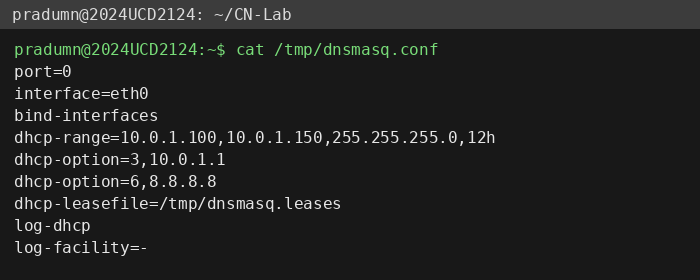 pradumn@2024UCD2124: ~/CN-Lab
pradumn@2024UCD2124:~$ cat /tmp/dnsmasq.conf
port=0
interface=eth0
bind-interfaces
dhcp-range=10.0.1.100,10.0.1.150,255.255.255.0,12h
dhcp-option=3,10.0.1.1
dhcp-option=6,8.8.8.8
dhcp-leasefile=/tmp/dnsmasq.leases
log-dhcp
log-facility=-